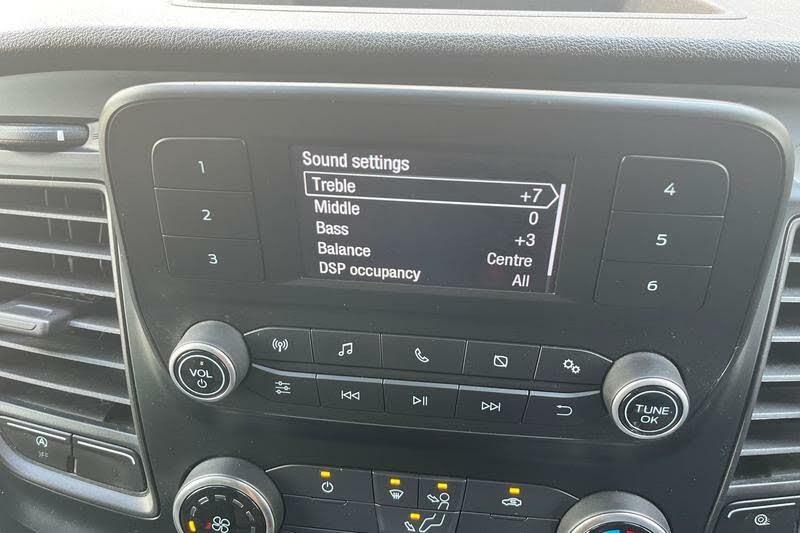 Sound settings
Treble +7
Middle 0
Bass +3
Balance Centre
DSP occupancy All
1
2
3
4
5
6
VOL
TUNE
OK
A
OFF